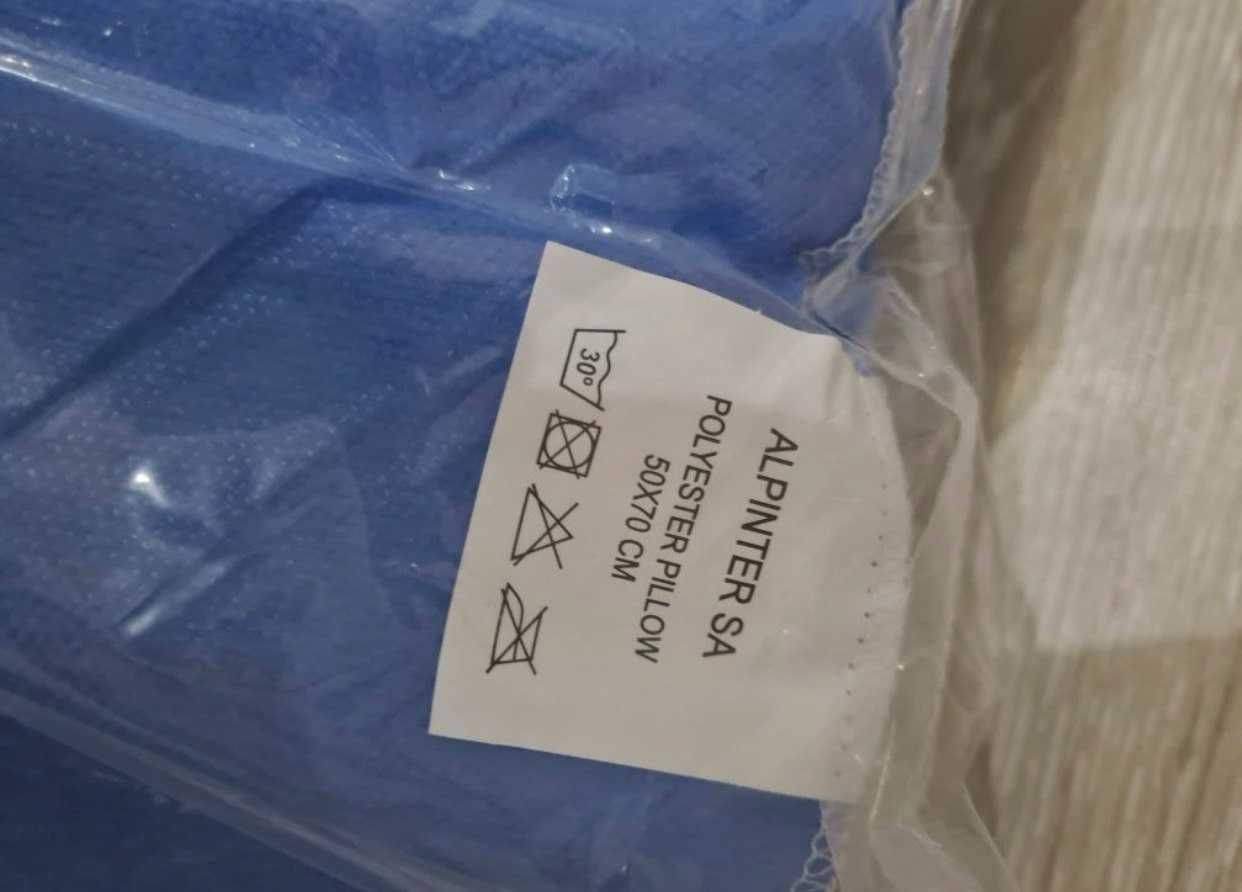 ALPINTER SA
POLYESTER PILLOW
50X70 CM
30°